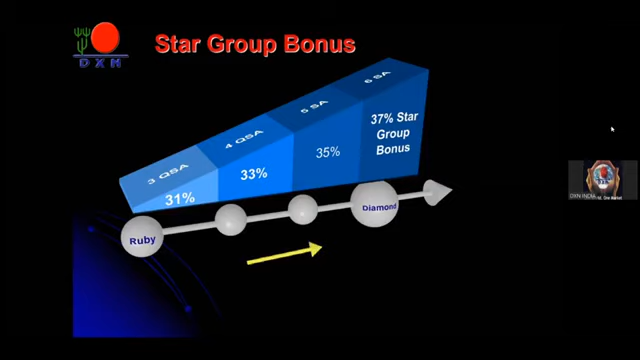 DXN
Star Group Bonus
3 QSA
4 QSA
5 SA
6 SA
31%
33%
35%
37% Star
Group
Bonus
Ruby
Diamond
DXN INDIA